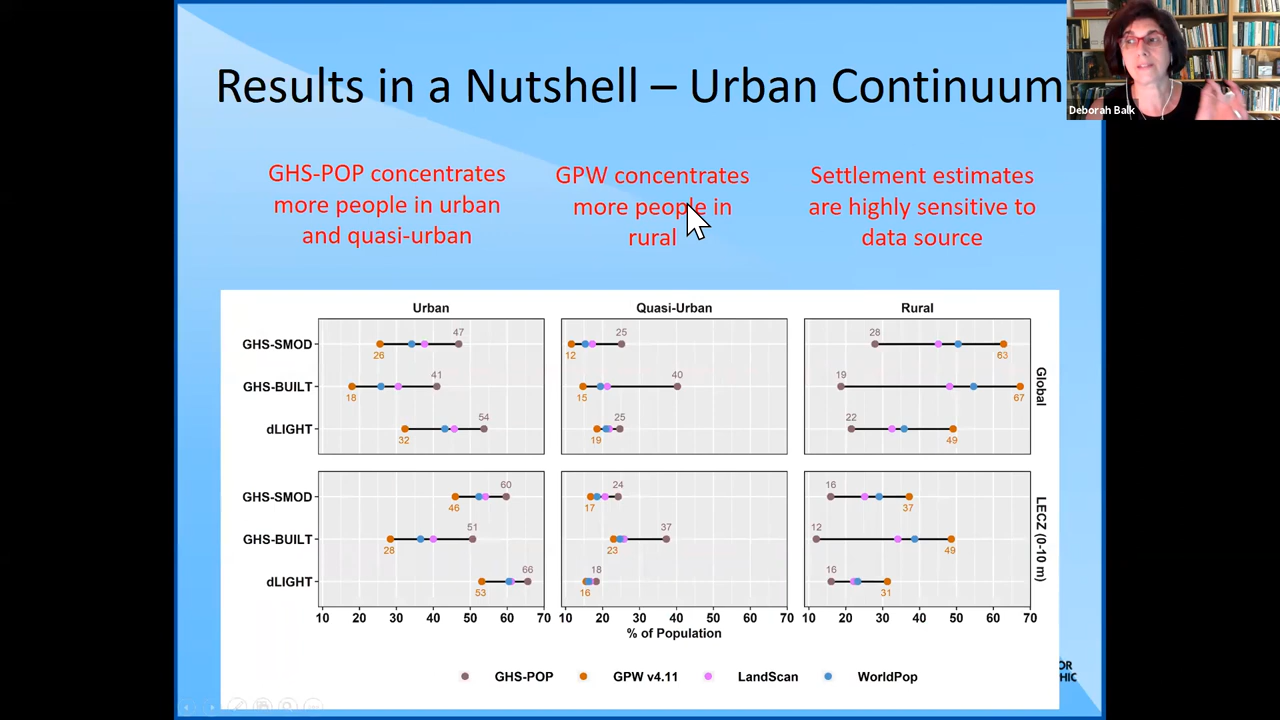 Results in a Nutshell – Urban Continuum
Deborah Balk
GHS-POP concentrates
more people in urban
and quasi-urban
GPW concentrates
more people in
rural
Settlement estimates
are highly sensitive to
data source
Urban Quasi-Urban Rural
GHS-SMOD 26 47 12 25 28 63
GHS-BUILT 18 41 15 40 19 67
dLIGHT 32 54 19 25 22 49
Global
GHS-SMOD 46 60 17 24 16 37
GHS-BUILT 28 51 23 37 12 49
dLIGHT 53 66 16 18 16 31
LECZ (0-10 m)
10 20 30 40 50 60 70 10 20 30 40 50 60 70 10 20 30 40 50 60 70
% of Population
GHS-POP GPW v4.11 LandScan WorldPop